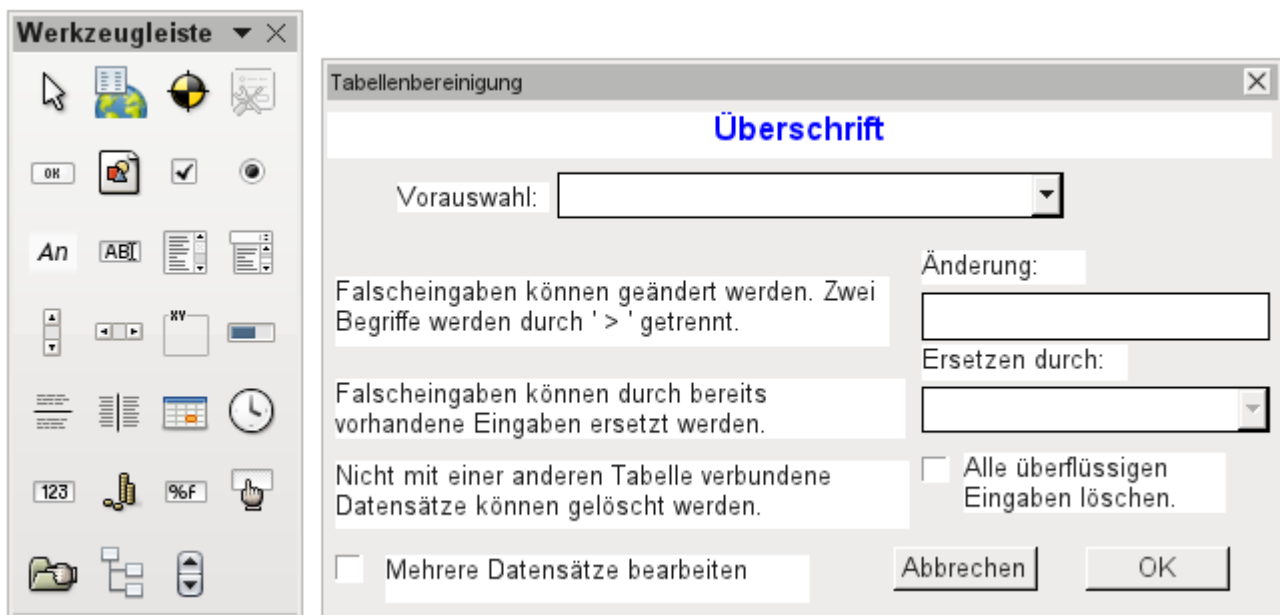 Werkzeugleiste
OK
An
ABI
XY
123
%F
Tabellenbereinigung
Überschrift
Vorauswahl:
Änderung:
Falscheingaben können geändert werden. Zwei
Begriffe werden durch ' > ' getrennt.
Ersetzen durch:
Falscheingaben können durch bereits
vorhandene Eingaben ersetzt werden.
Nicht mit einer anderen Tabelle verbundene
Datensätze können gelöscht werden.
Alle überflüssigen
Eingaben löschen.
Mehrere Datensätze bearbeiten
Abbrechen
OK